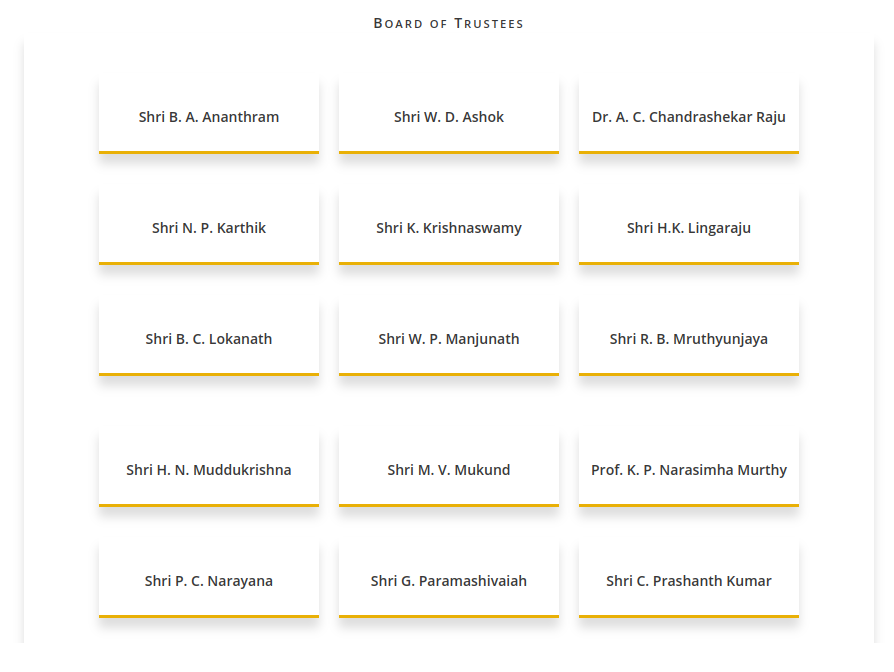 Board of Trustees
Shri B. A. Ananthram
Shri W. D. Ashok
Dr. A. C. Chandrashekar Raju
Shri N. P. Karthik
Shri K. Krishnaswamy
Shri H.K. Lingaraju
Shri B. C. Lokanath
Shri W. P. Manjunath
Shri R. B. Mruthyunjaya
Shri H. N. Muddukrishna
Shri M. V. Mukund
Prof. K. P. Narasimha Murthy
Shri P. C. Narayana
Shri G. Paramashivaiah
Shri C. Prashanth Kumar